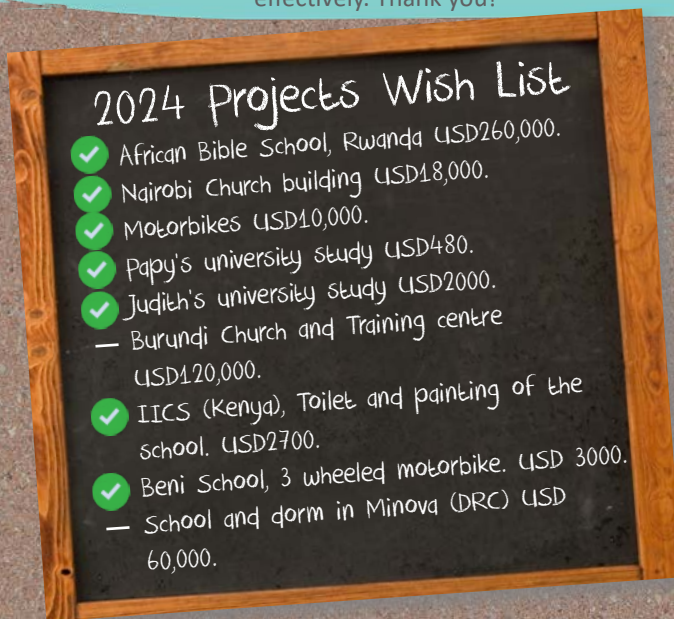 effectively. Thank you!
2024 Projects Wish List
African Bible School, Rwanda USD260,000.
Nairobi Church building USD18,000.
Motorbikes USD10,000.
Papy's university study USD480.
Judith's university study USD2000.
– Burundi Church and Training centre
USD120,000.
IICS (Kenya), Toilet and painting of the
school. USD2700.
Beni School, 3 wheeled motorbike. USD 3000.
– School and dorm in Minova (DRC) USD
60,000.